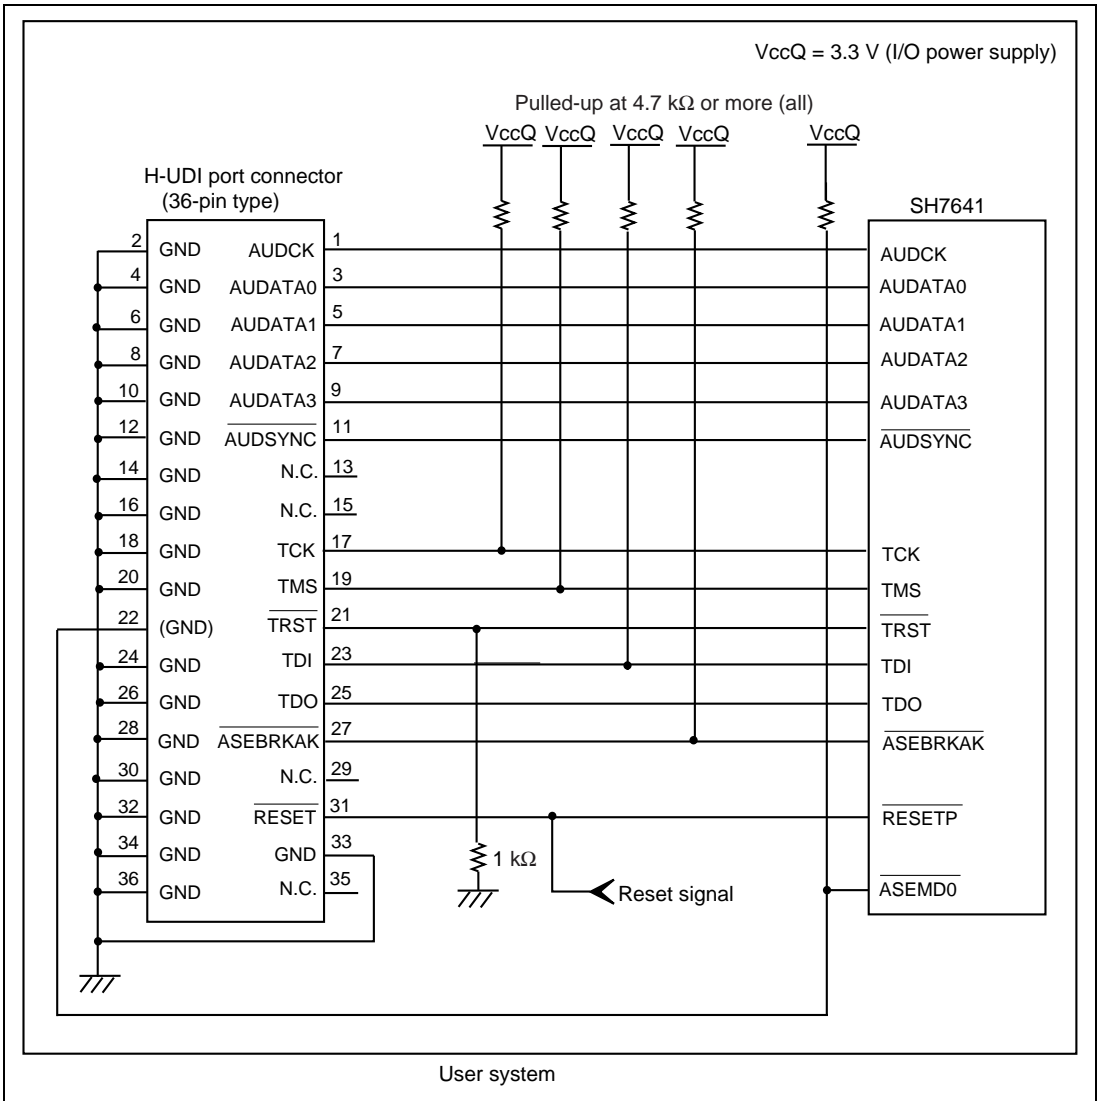 VccQ = 3.3 V (I/O power supply)
Pulled-up at 4.7 kΩ or more (all)
VccQ VccQ VccQ VccQ VccQ
H-UDI port connector
(36-pin type)
SH7641
2 GND AUDCK 1 AUDCK
4 GND AUDATA0 3 AUDATA0
6 GND AUDATA1 5 AUDATA1
8 GND AUDATA2 7 AUDATA2
10 GND AUDATA3 9 AUDATA3
12 GND AUDSYNC 11 AUDSYNC
14 GND N.C. 13
16 GND N.C. 15
18 GND TCK 17 TCK
20 GND TMS 19 TMS
22 (GND) TRST 21 TRST
24 GND TDI 23 TDI
26 GND TDO 25 TDO
28 GND ASEBRKAK 27 ASEBRKAK
30 GND N.C. 29
32 GND RESET 31 RESETP
34 GND GND 33 1 kΩ
36 GND N.C. 35 Reset signal ASEMD0
User system